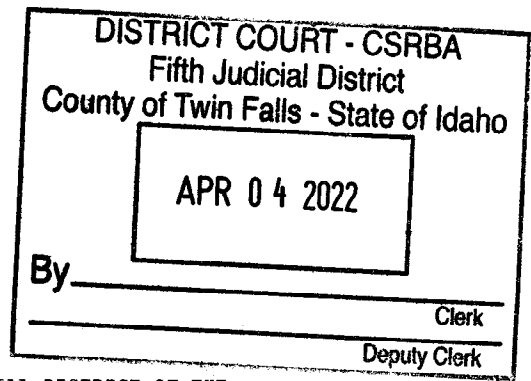 DISTRICT COURT - CSRBA
Fifth Judicial District
County of Twin Falls - State of Idaho
APR 04 2022
By
Clerk
Deputy Clerk